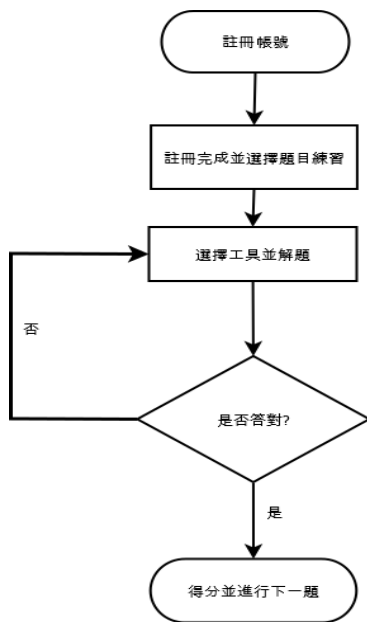 註冊帳號
註冊完成並選擇題目練習
選擇工具並解題
否
是否答對?
是
得分並進行下一題